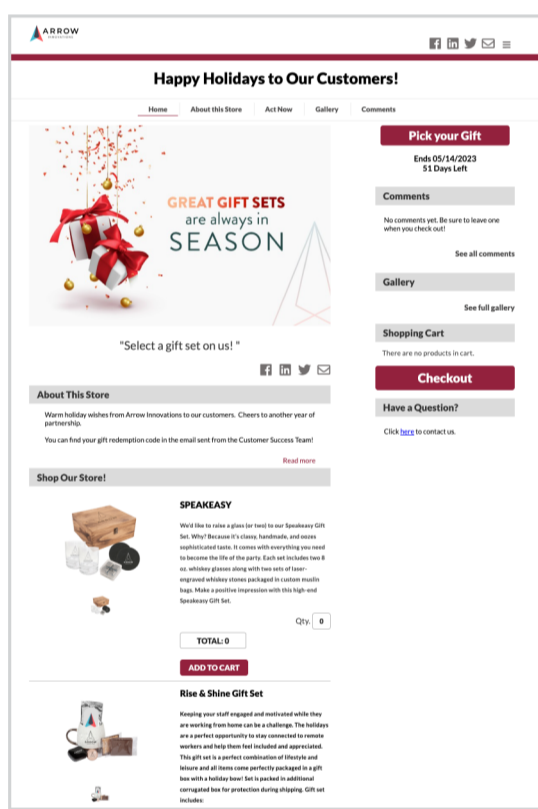 ARROW
INNOVATIONS
Happy Holidays to Our Customers!
Home
About this Store
Act Now
Gallery
Comments
GREAT GIFT SETS
are always in
SEASON
"Select a gift set on us! "
About This Store
Warm holiday wishes from Arrow Innovations to our customers. Cheers to another year of
partnership.
You can find your gift redemption code in the email sent from the Customer Success Team!
Read more
Shop Our Store!
SPEAKEASY
We'd like to raise a glass (or two) to our Speakeasy Gift
Set. Why? Because it's classy, handmade, and oozes
sophisticated taste. It comes with everything you need
to become the life of the party. Each set includes two 8
oz. whiskey glasses along with two sets of laser-
engraved whiskey stones packaged in custom muslin
bags. Make a positive impression with this high-end
Speakeasy Gift Set.
Qty. 0
TOTAL: 0
ADD TO CART
Rise & Shine Gift Set
Keeping your staff engaged and motivated while they
are working from home can be a challenge. The holidays
are a perfect opportunity to stay connected to remote
workers and help them feel included and appreciated.
This gift set is a perfect combination of lifestyle and
leisure and all items come perfectly packaged in a gift
box with a holiday bow! Set is packed in additional
corrugated box for protection during shipping. Gift set
includes:
Pick your Gift
Ends 05/14/2023
51 Days Left
Comments
No comments yet. Be sure to leave one
when you check out!
See all comments
Gallery
See full gallery
Shopping Cart
There are no products in cart.
Checkout
Have a Question?
Click here to contact us.